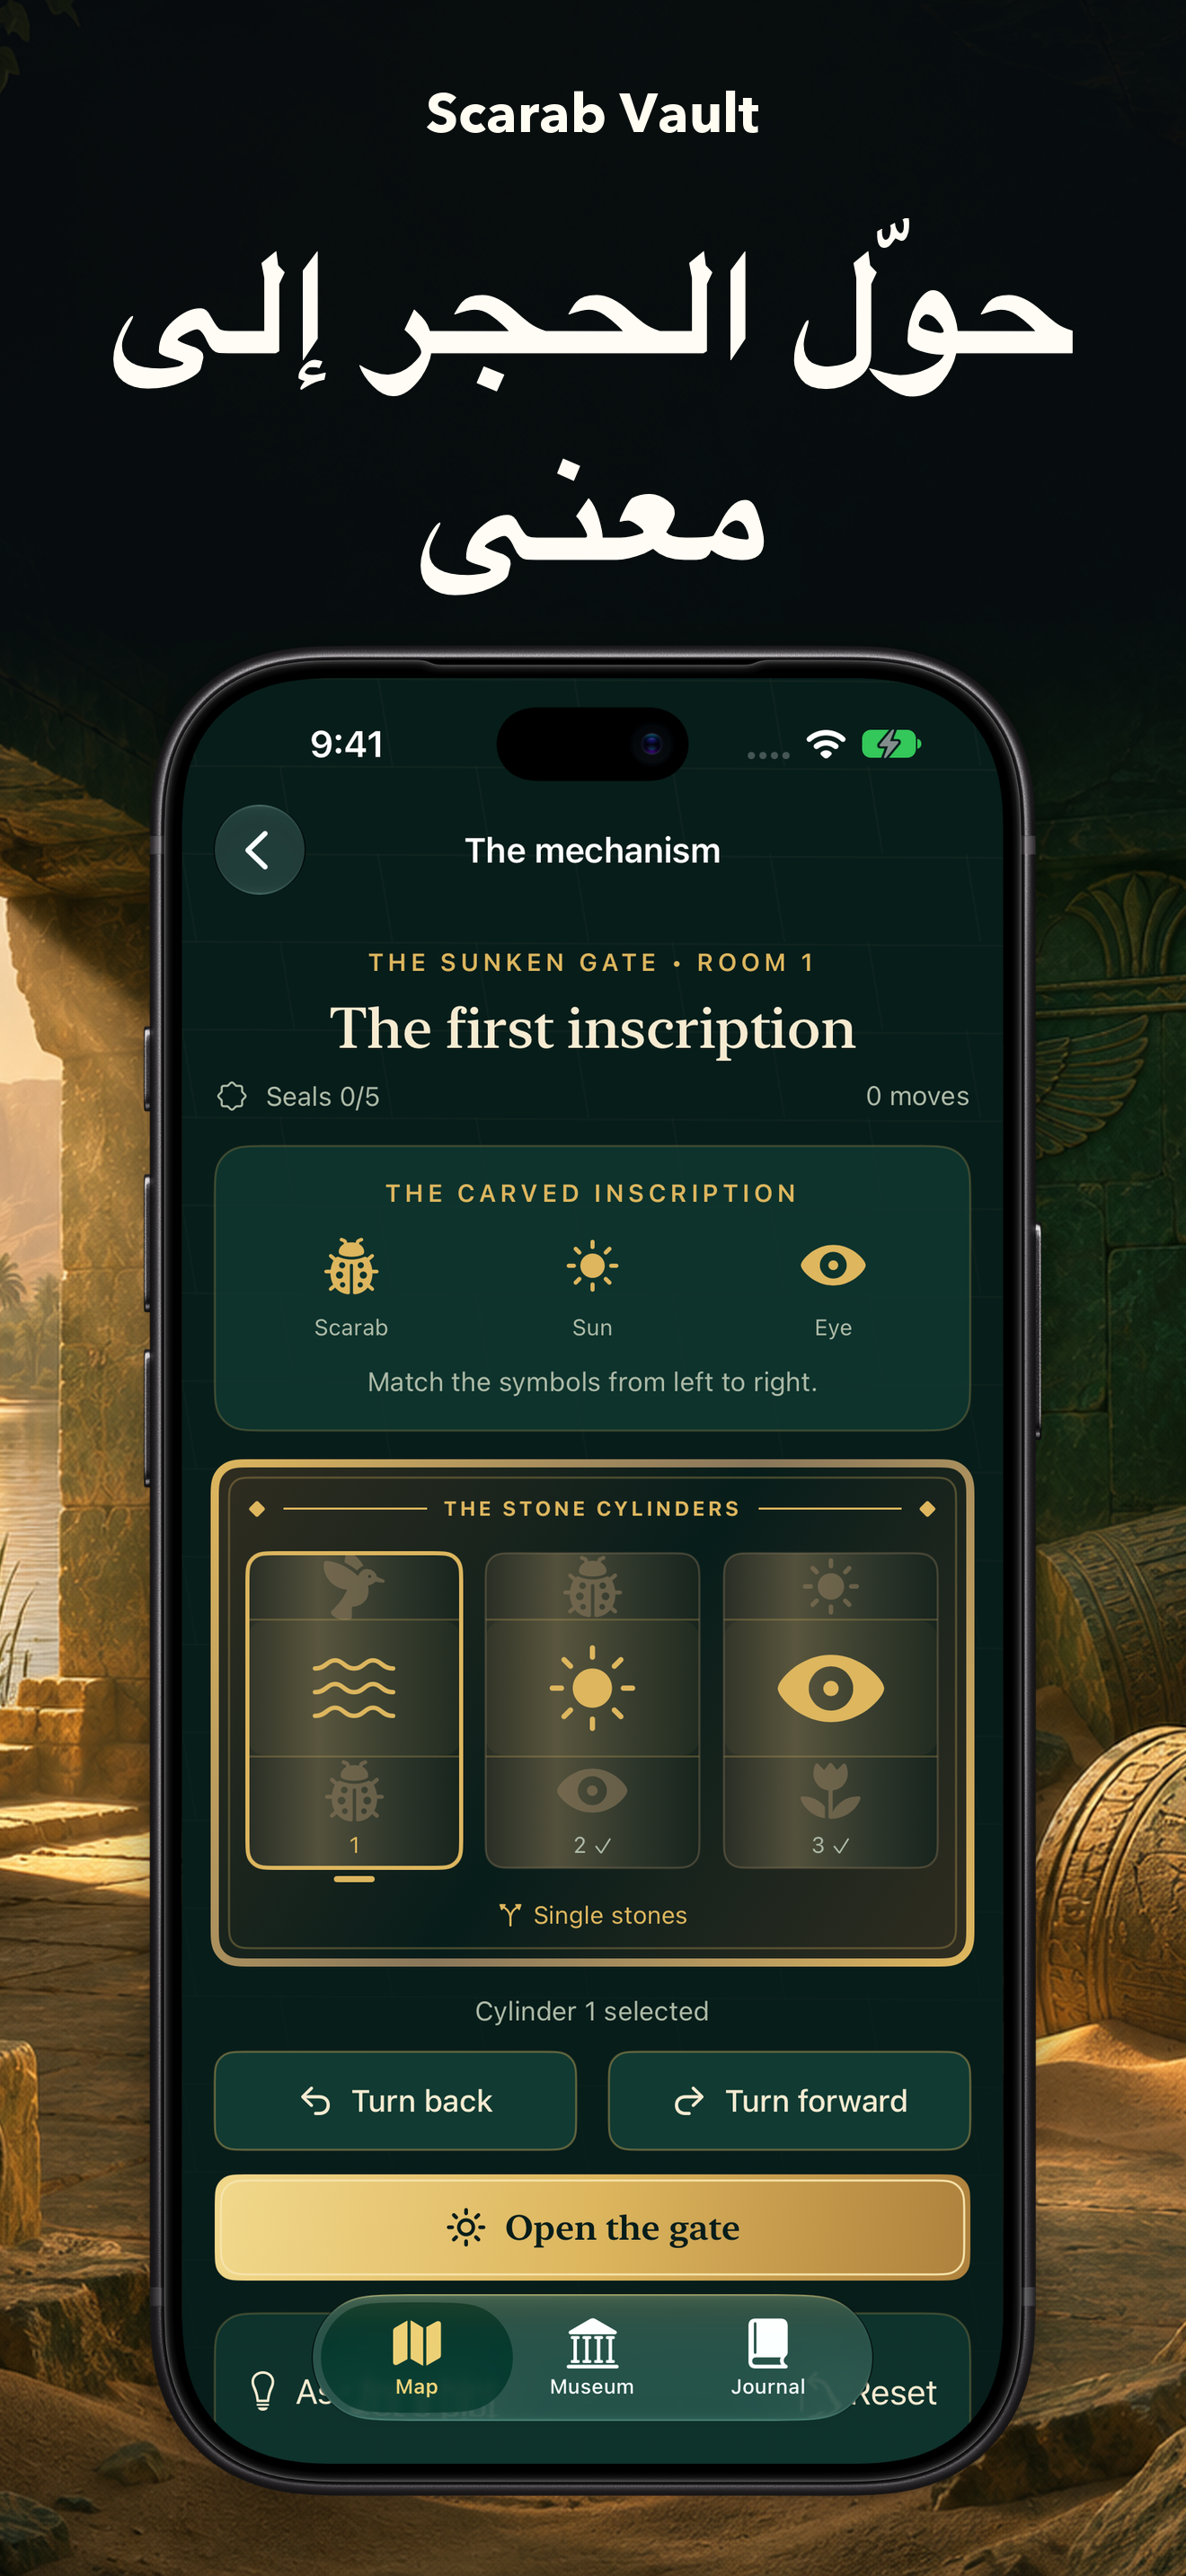 Scarab Vault
حوّل الحجر إلى
معنى
9:41
The mechanism
THE SUNKEN GATE • ROOM 1
The first inscription
Seals 0/5
0 moves
THE CARVED INSCRIPTION
Scarab
Sun
Eye
Match the symbols from left to right.
THE STONE CYLINDERS
1
2 ✓
3 ✓
Single stones
Cylinder 1 selected
Turn back
Turn forward
Open the gate
Map
Museum
Journal
Reset